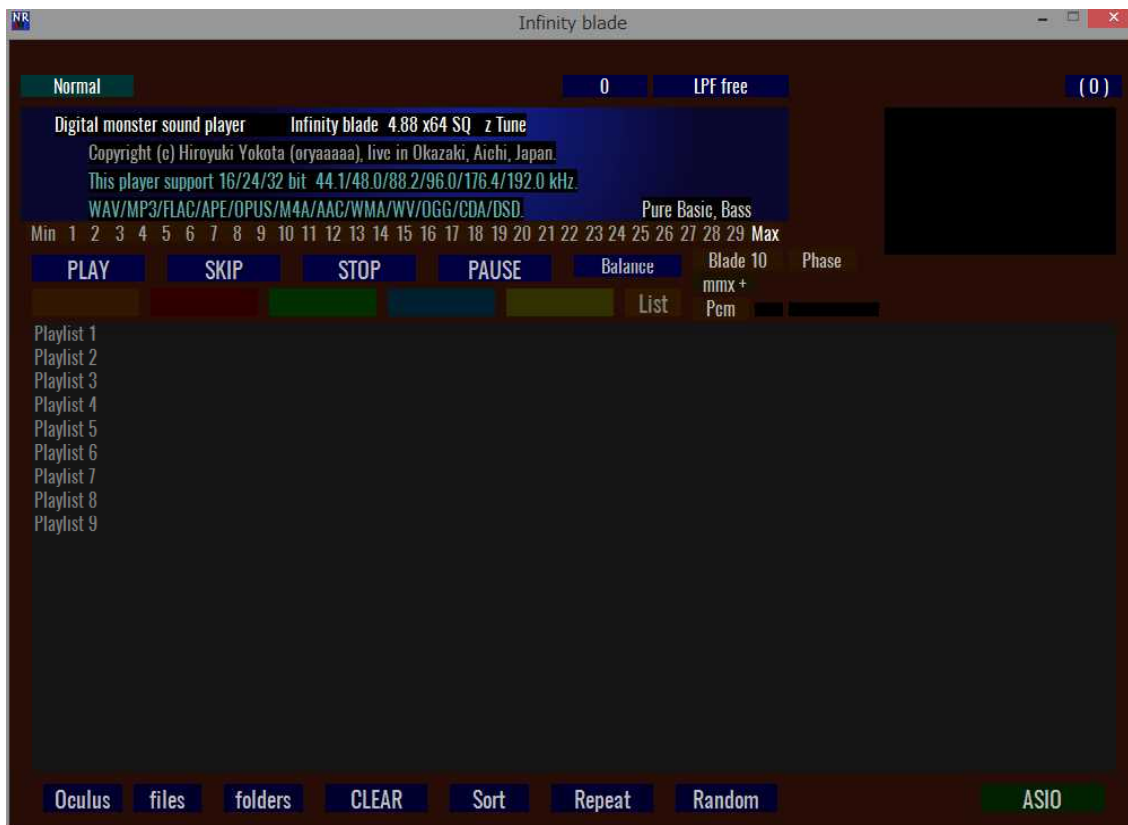 NR
Infinity blade
Normal 0 LPF free ( 0 )
Digital monster sound player Infinity blade 4.88 x64 SQ z Tune
Copyright (c) Hiroyuki Yokota (oryaaaaa), live in Okazaki, Aichi, Japan.
This player support 16/24/32 bit 44.1/48.0/88.2/96.0/176.4/192.0 kHz.
WAV/MP3/FLAC/APE/OPUS/M4A/AAC/WMA/WV/OGG/CDA/DSD. Pure Basic, Bass
Min 1 2 3 4 5 6 7 8 9 10 11 12 13 14 15 16 17 18 19 20 21 22 23 24 25 26 27 28 29 Max
PLAY SKIP STOP PAUSE Balance Blade 10 Phase
mmx +
List Pcm
Playlist 1
Playlist 2
Playlist 3
Playlist 4
Playlist 5
Playlist 6
Playlist 7
Playlist 8
Playlist 9
Oculus files folders CLEAR Sort Repeat Random ASIO